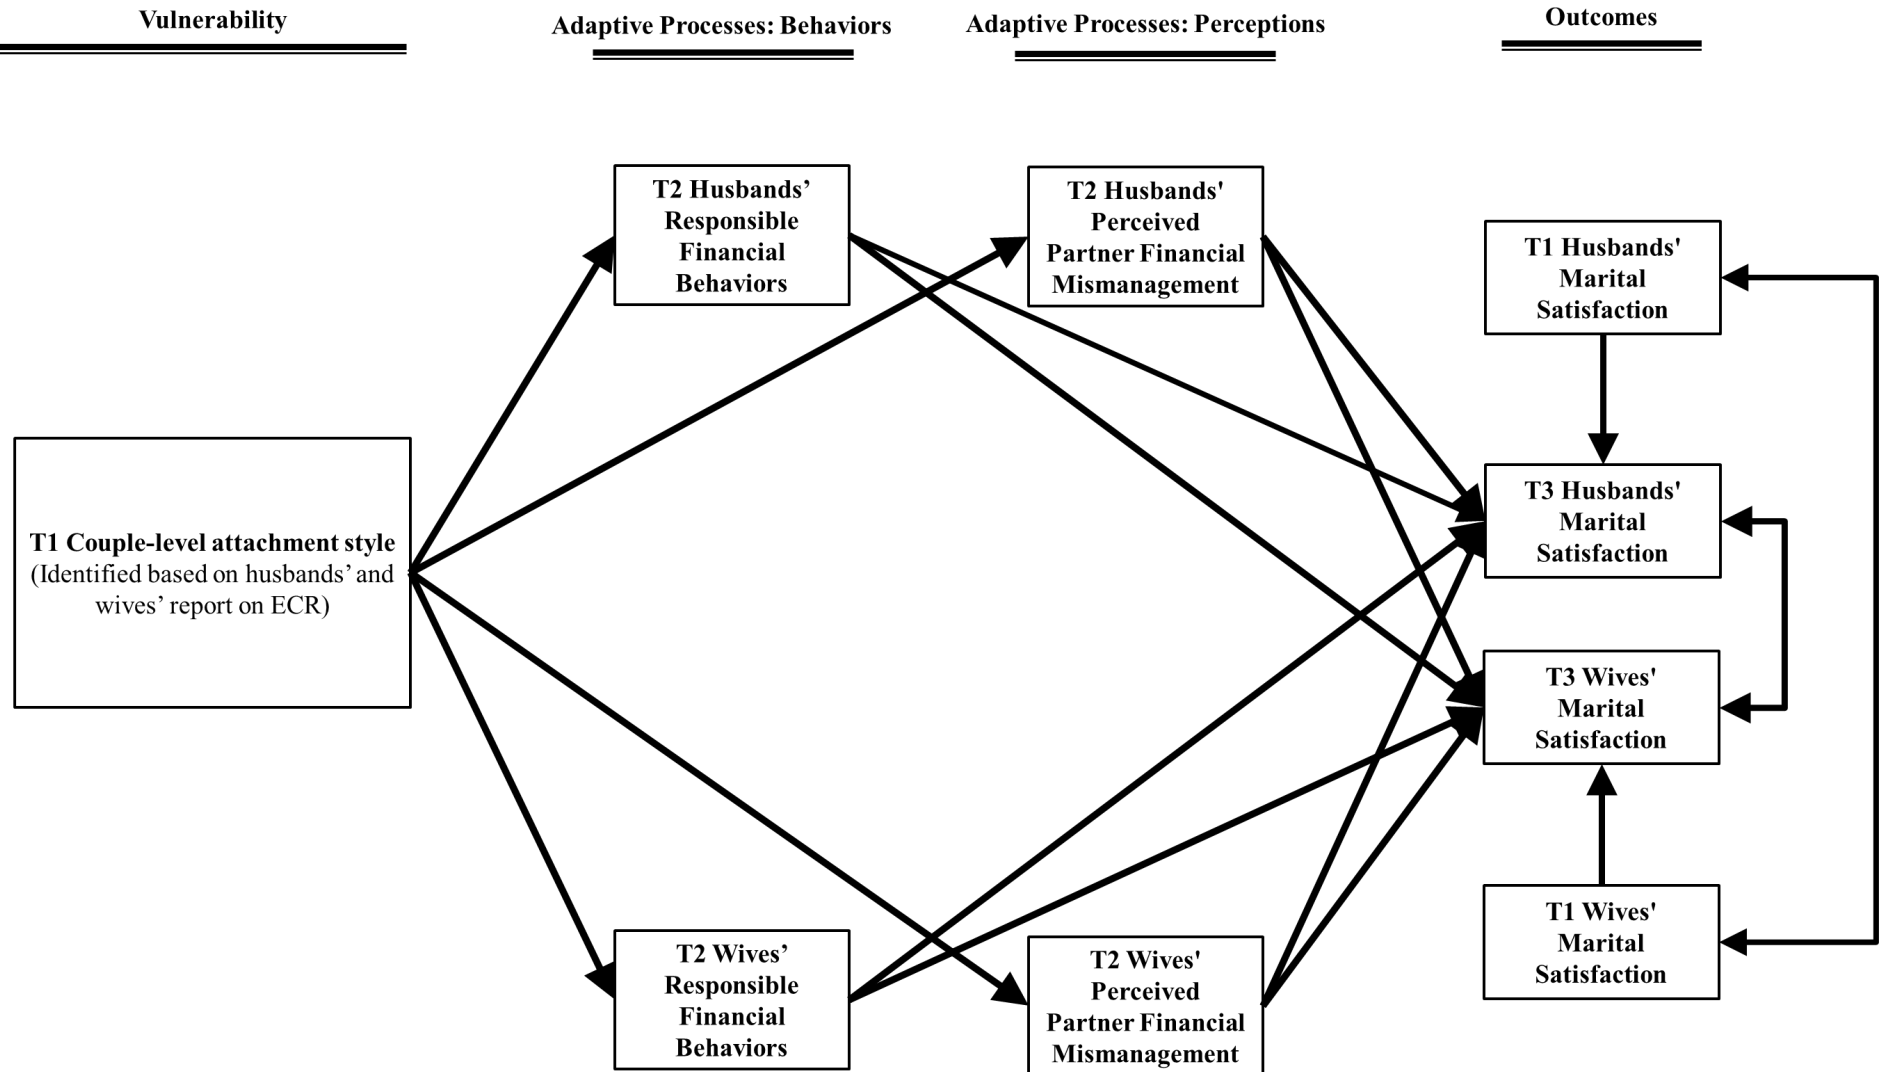 Vulnerability
Adaptive Processes: Behaviors
Adaptive Processes: Perceptions
Outcomes
T2 Husbands’
Responsible
Financial
Behaviors
T2 Husbands'
Perceived
Partner Financial
Mismanagement
T1 Husbands'
Marital
Satisfaction
T1 Couple-level attachment style
(Identified based on husbands’ and
wives’ report on ECR)
T3 Husbands'
Marital
Satisfaction
T3 Wives'
Marital
Satisfaction
T2 Wives’
Responsible
Financial
Behaviors
T2 Wives'
Perceived
Partner Financial
Mismanagement
T1 Wives'
Marital
Satisfaction